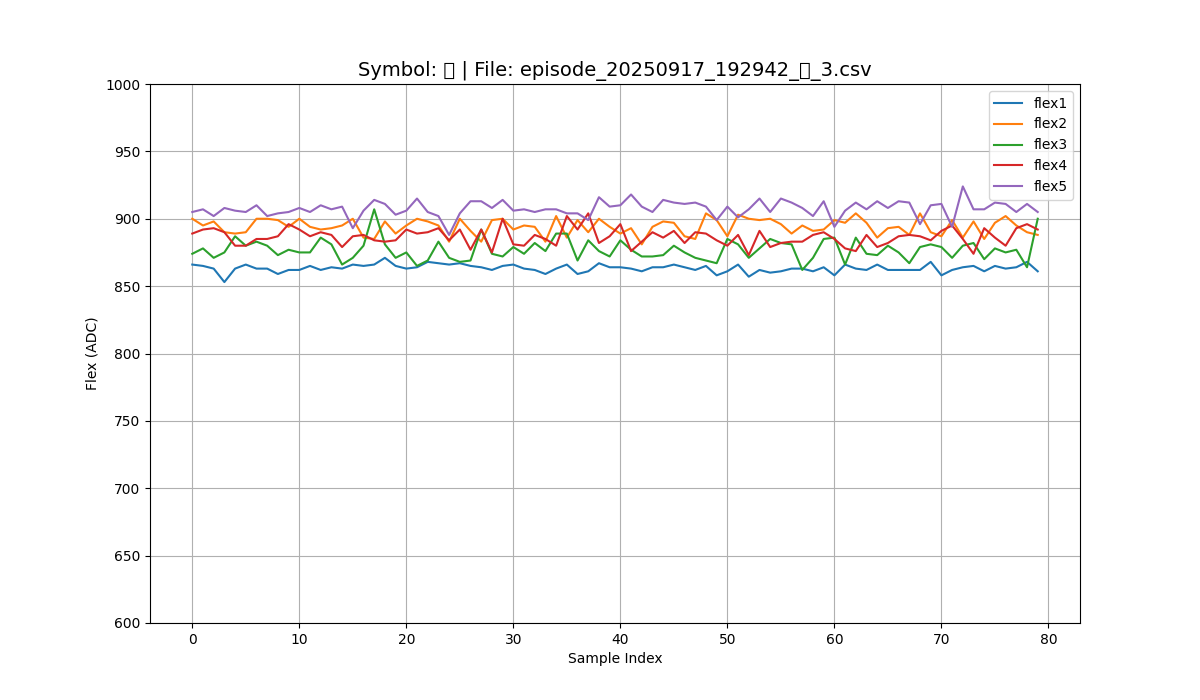 Symbol: ▯ | File: episode_20250917_192942_▯_3.csv
1000
950
900
850
800
750
700
650
600
Flex (ADC)
0 10 20 30 40 50 60 70 80
Sample Index
flex1
flex2
flex3
flex4
flex5